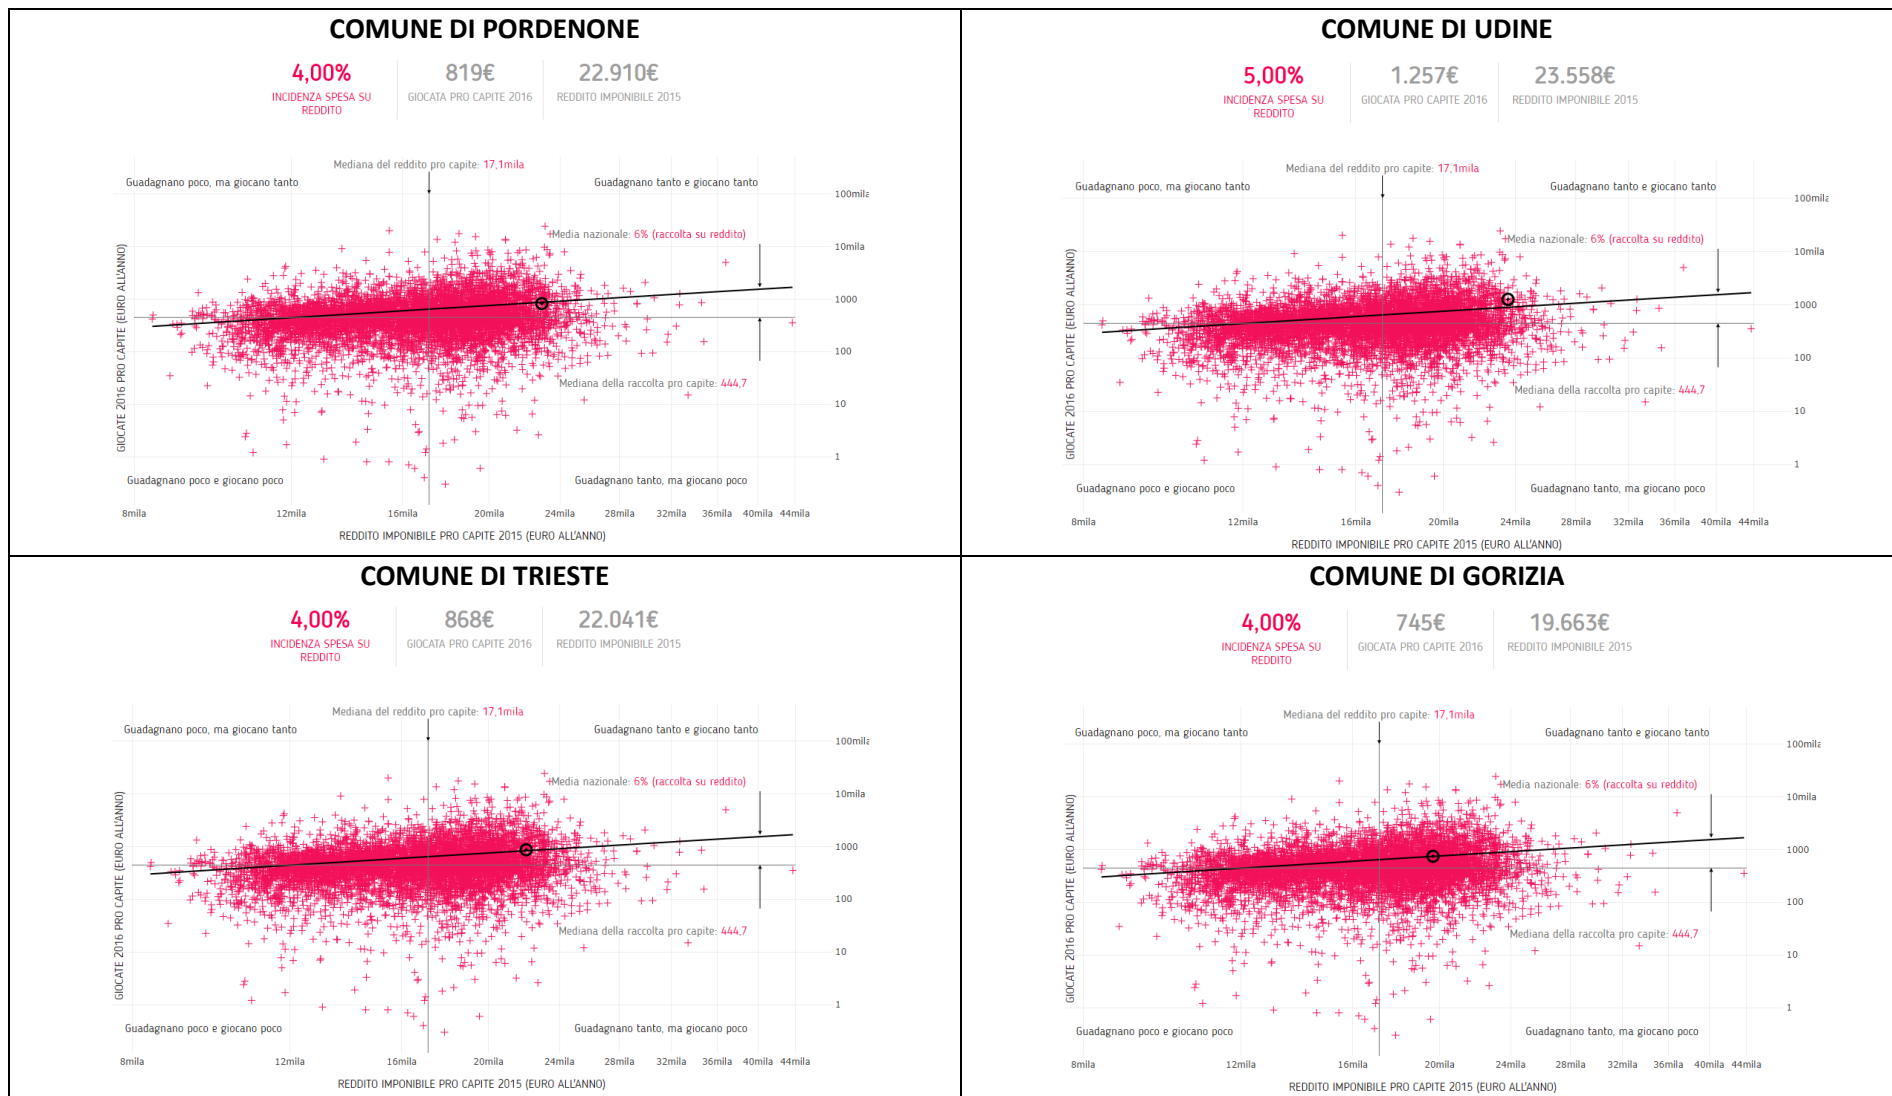 COMUNE DI PORDENONE
4,00%
INCIDENZA SPESA SU
REDDITO
819€
GIOCATA PRO CAPITE 2016
22.910€
REDDITO IMPONIBILE 2015
Mediana del reddito pro capite: 17,1mila
Guadagnano poco, ma giocano tanto
Guadagnano tanto e giocano tanto
Media nazionale: 6% (raccolta su reddito)
Mediana della raccolta pro capite: 444,7
Guadagnano poco e giocano poco
Guadagnano tanto, ma giocano poco
100mila
10mila
1000
100
10
1
GIOCATE 2016 PRO CAPITE (EURO ALL'ANNO)
8mila 12mila 16mila 20mila 24mila 28mila 32mila 36mila 40mila 44mila
REDDITO IMPONIBILE PRO CAPITE 2015 (EURO ALL'ANNO)
COMUNE DI UDINE
5,00%
INCIDENZA SPESA SU
REDDITO
1.257€
GIOCATA PRO CAPITE 2016
23.558€
REDDITO IMPONIBILE 2015
Mediana del reddito pro capite: 17,1mila
Guadagnano poco, ma giocano tanto
Guadagnano tanto e giocano tanto
Media nazionale: 6% (raccolta su reddito)
Mediana della raccolta pro capite: 444,7
Guadagnano poco e giocano poco
Guadagnano tanto, ma giocano poco
100mila
10mila
1000
100
10
1
GIOCATE 2016 PRO CAPITE (EURO ALL'ANNO)
8mila 12mila 16mila 20mila 24mila 28mila 32mila 36mila 40mila 44mila
REDDITO IMPONIBILE PRO CAPITE 2015 (EURO ALL'ANNO)
COMUNE DI TRIESTE
4,00%
INCIDENZA SPESA SU
REDDITO
868€
GIOCATA PRO CAPITE 2016
22.041€
REDDITO IMPONIBILE 2015
Mediana del reddito pro capite: 17,1mila
Guadagnano poco, ma giocano tanto
Guadagnano tanto e giocano tanto
Media nazionale: 6% (raccolta su reddito)
Mediana della raccolta pro capite: 444,7
Guadagnano poco e giocano poco
Guadagnano tanto, ma giocano poco
100mila
10mila
1000
100
10
1
GIOCATE 2016 PRO CAPITE (EURO ALL'ANNO)
8mila 12mila 16mila 20mila 24mila 28mila 32mila 36mila 40mila 44mila
REDDITO IMPONIBILE PRO CAPITE 2015 (EURO ALL'ANNO)
COMUNE DI GORIZIA
4,00%
INCIDENZA SPESA SU
REDDITO
745€
GIOCATA PRO CAPITE 2016
19.663€
REDDITO IMPONIBILE 2015
Mediana del reddito pro capite: 17,1mila
Guadagnano poco, ma giocano tanto
Guadagnano tanto e giocano tanto
Media nazionale: 6% (raccolta su reddito)
Mediana della raccolta pro capite: 444,7
Guadagnano poco e giocano poco
Guadagnano tanto, ma giocano poco
100mila
10mila
1000
100
10
1
GIOCATE 2016 PRO CAPITE (EURO ALL'ANNO)
8mila 12mila 16mila 20mila 24mila 28mila 32mila 36mila 40mila 44mila
REDDITO IMPONIBILE PRO CAPITE 2015 (EURO ALL'ANNO)